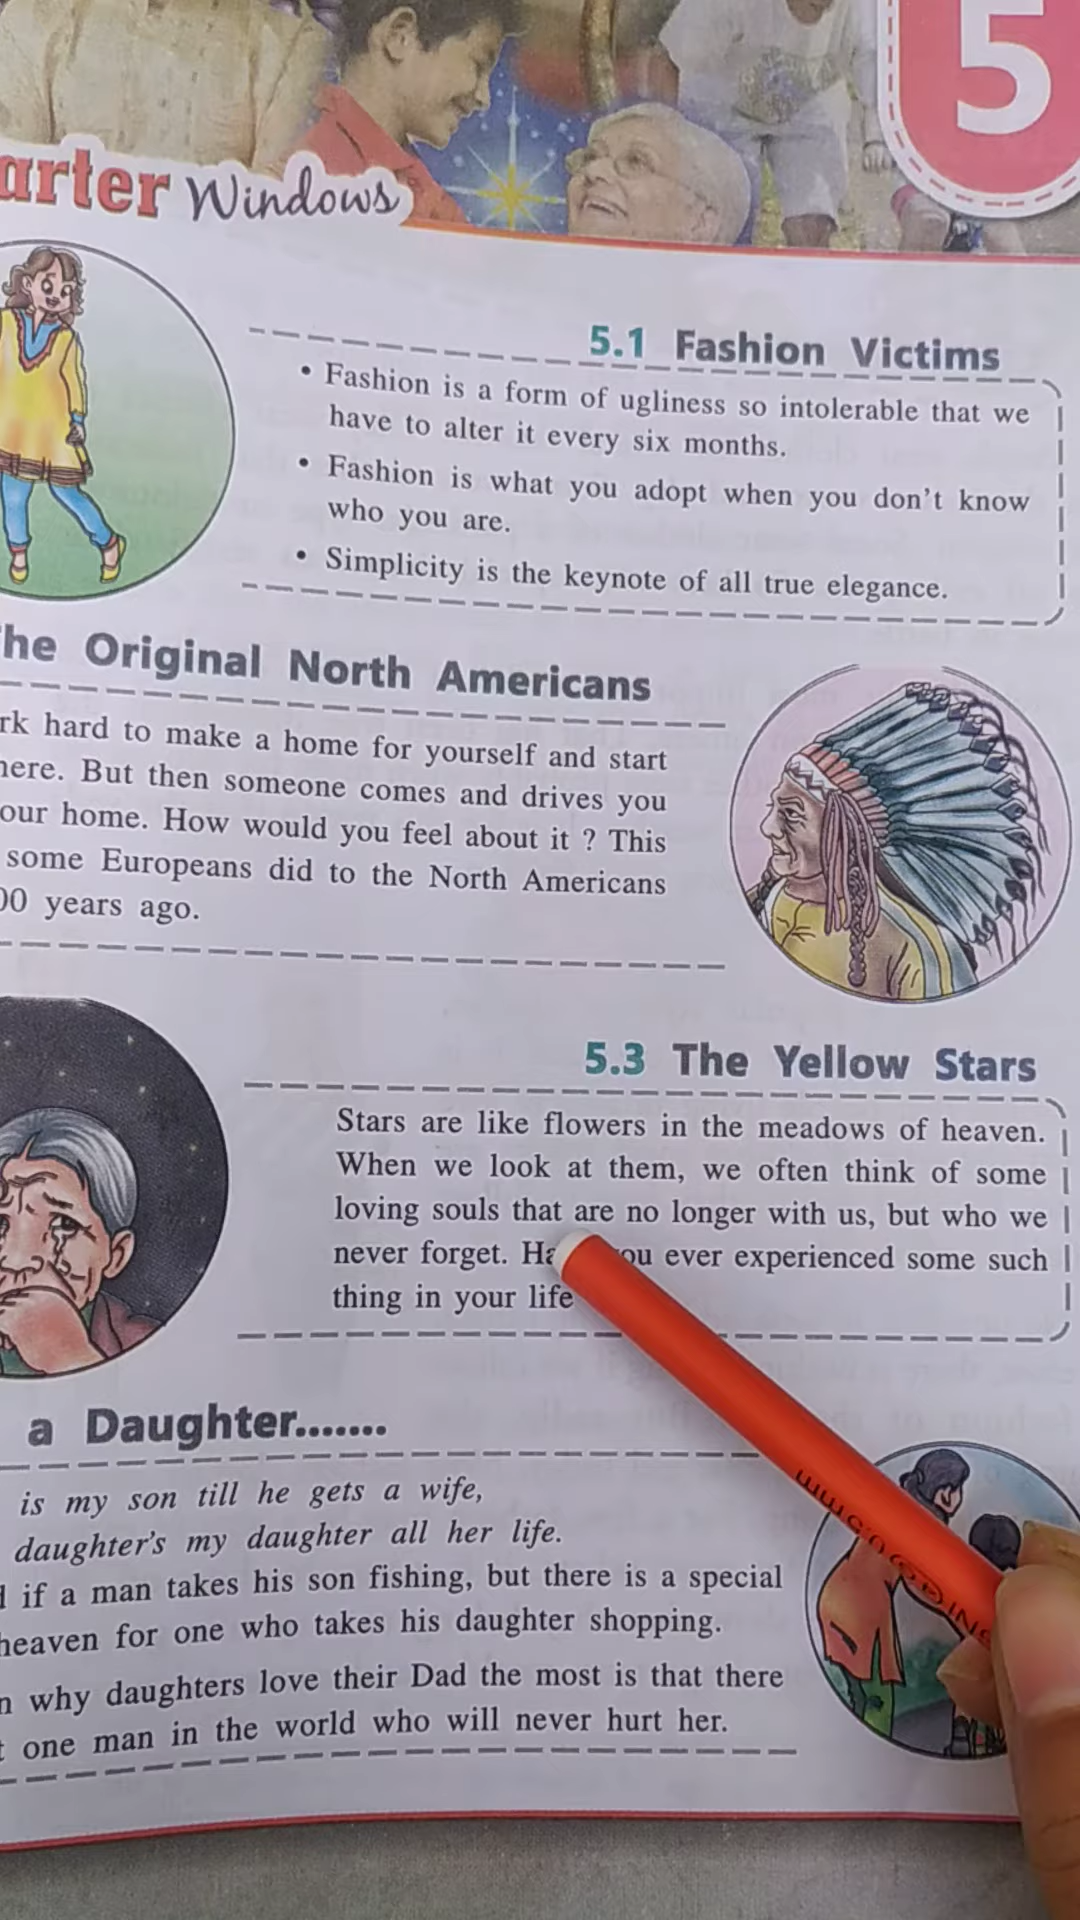 5
arter Windows
5.1 Fashion Victims
• Fashion is a form of ugliness so intolerable that we
have to alter it every six months.
• Fashion is what you adopt when you don't know
who you are.
• Simplicity is the keynote of all true elegance.
he Original North Americans
rk hard to make a home for yourself and start
here. But then someone comes and drives you
our home. How would you feel about it ? This
some Europeans did to the North Americans
00 years ago.
5.3 The Yellow Stars
Stars are like flowers in the meadows of heaven.
When we look at them, we often think of some
loving souls that are no longer with us, but who we
never forget. Ha ou ever experienced some such
thing in your life
a Daughter.......
is my son till he gets a wife,
daughter's my daughter all her life.
if a man takes his son fishing, but there is a special
heaven for one who takes his daughter shopping.
n why daughters love their Dad the most is that there
t one man in the world who will never hurt her.